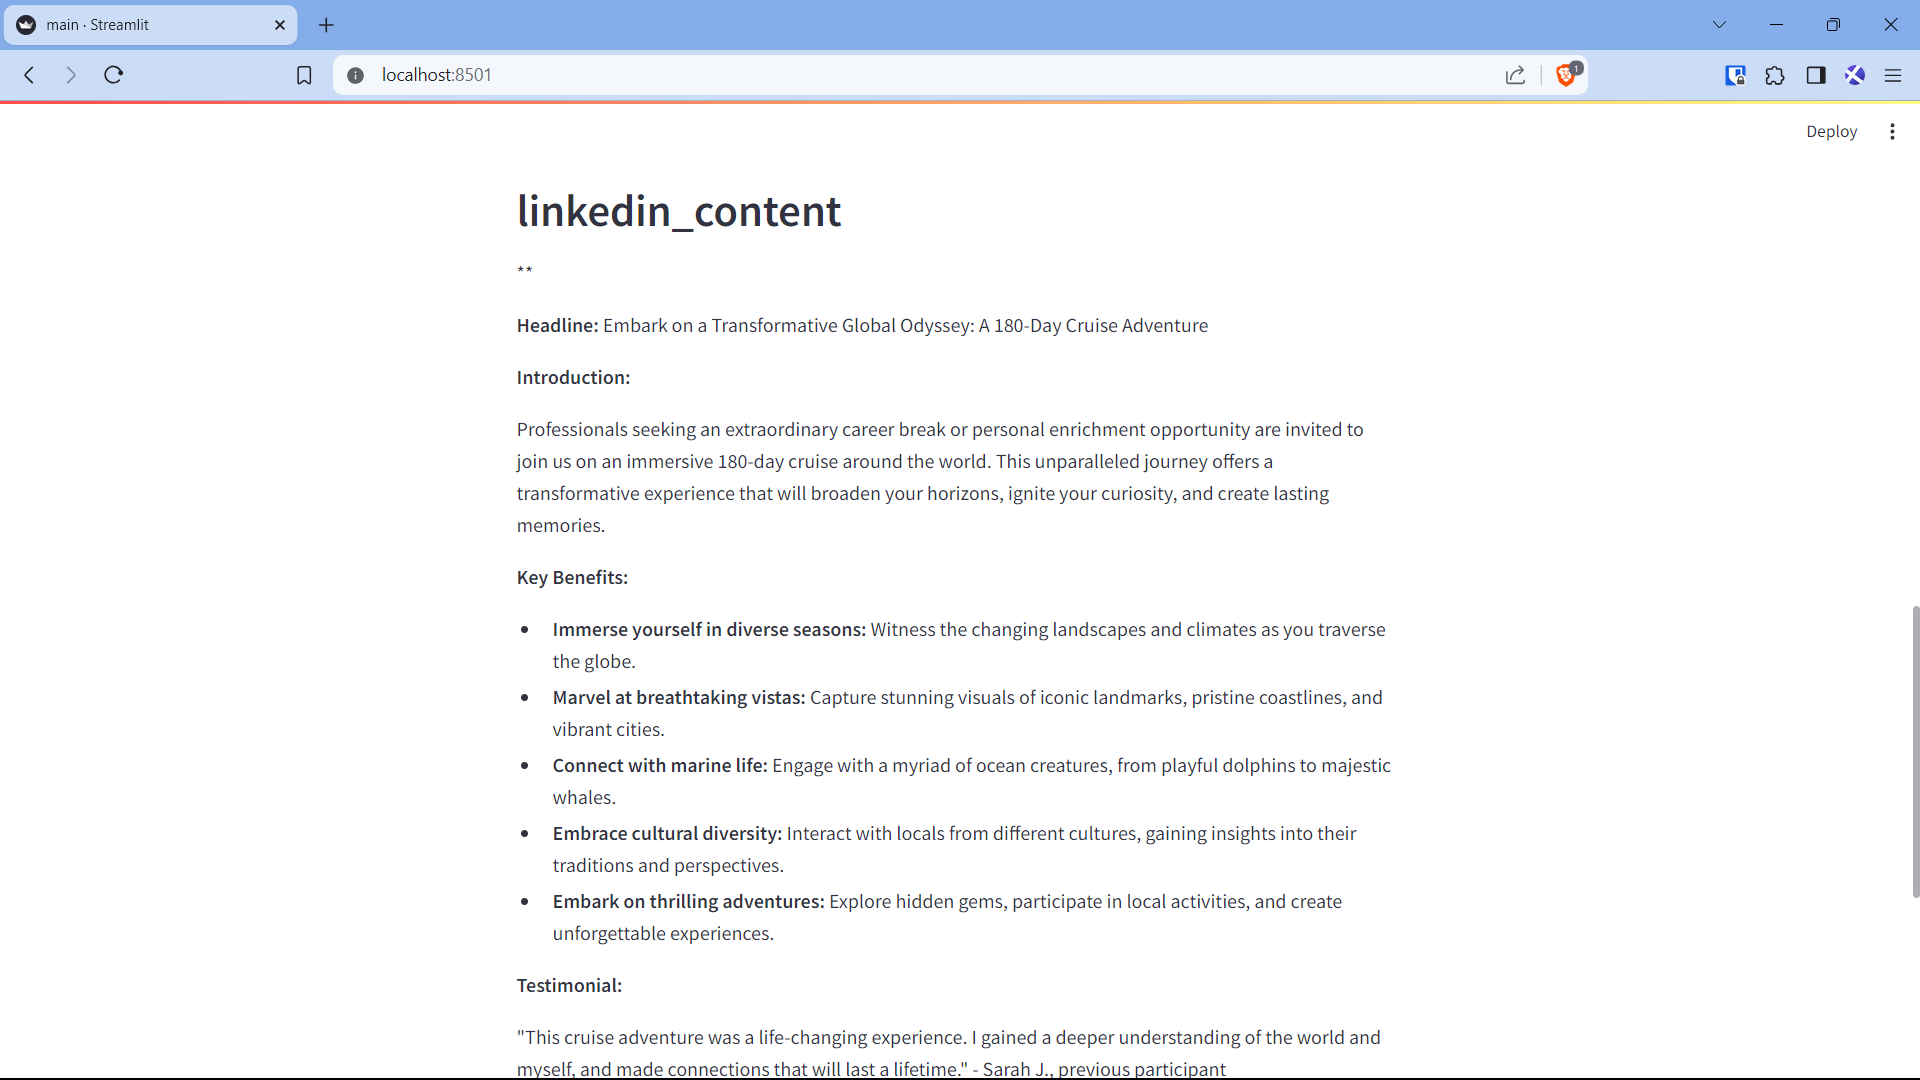 main · Streamlit
localhost:8501
1
Deploy
linkedin_content
**
Headline: Embark on a Transformative Global Odyssey: A 180-Day Cruise Adventure
Introduction:
Professionals seeking an extraordinary career break or personal enrichment opportunity are invited to
join us on an immersive 180-day cruise around the world. This unparalleled journey offers a
transformative experience that will broaden your horizons, ignite your curiosity, and create lasting
memories.
Key Benefits:
• Immerse yourself in diverse seasons: Witness the changing landscapes and climates as you traverse
the globe.
• Marvel at breathtaking vistas: Capture stunning visuals of iconic landmarks, pristine coastlines, and
vibrant cities.
• Connect with marine life: Engage with a myriad of ocean creatures, from playful dolphins to majestic
whales.
• Embrace cultural diversity: Interact with locals from different cultures, gaining insights into their
traditions and perspectives.
• Embark on thrilling adventures: Explore hidden gems, participate in local activities, and create
unforgettable experiences.
Testimonial:
"This cruise adventure was a life-changing experience. I gained a deeper understanding of the world and
myself, and made connections that will last a lifetime." - Sarah J., previous participant